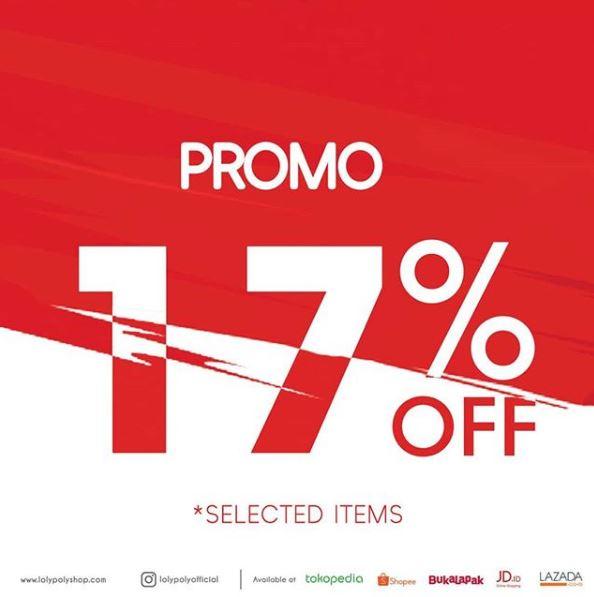 PROMO
17%
OFF
*SELECTED ITEMS
www.lolypolyshop.com lolypolyofficial Available at tokopedia Shopee BukaLapak JD.ID LAZADA